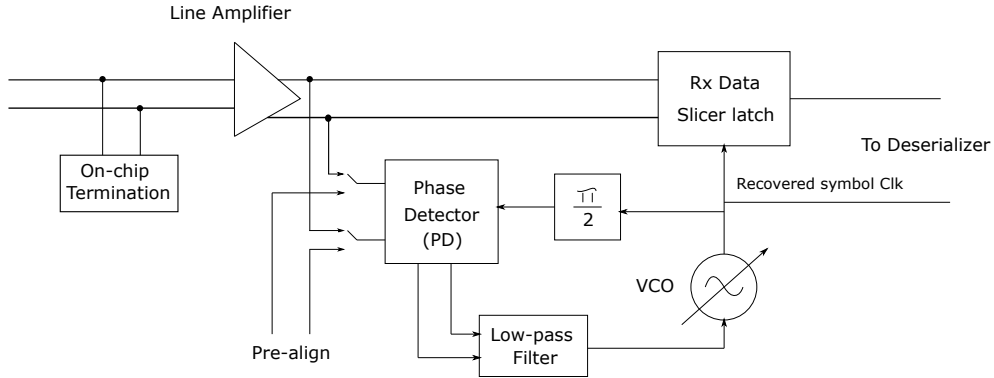 Line Amplifier
Rx Data
Slicer latch
To Deserializer
On-chip
Termination
Phase
Detector
(PD)
π
2
Recovered symbol Clk
VCO
Low-pass
Filter
Pre-align